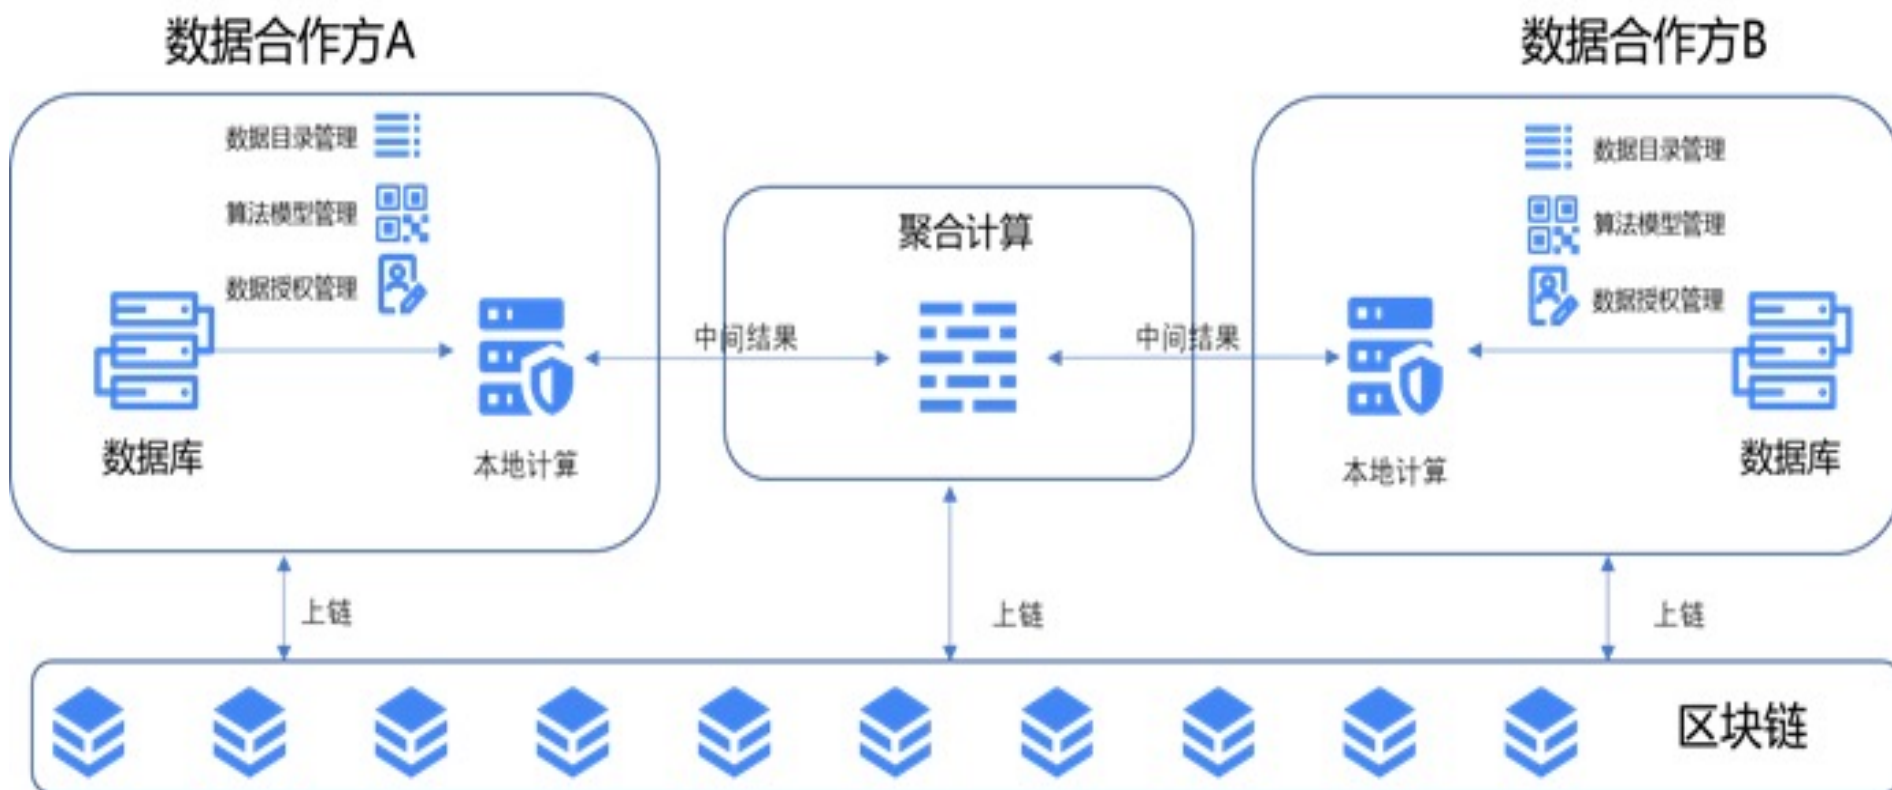 数据合作方A
数据目录管理
算法模型管理
数据授权管理
数据库
本地计算
中间结果
聚合计算
中间结果
数据合作方B
数据目录管理
算法模型管理
数据授权管理
本地计算
数据库
上链
上链
上链
区块链